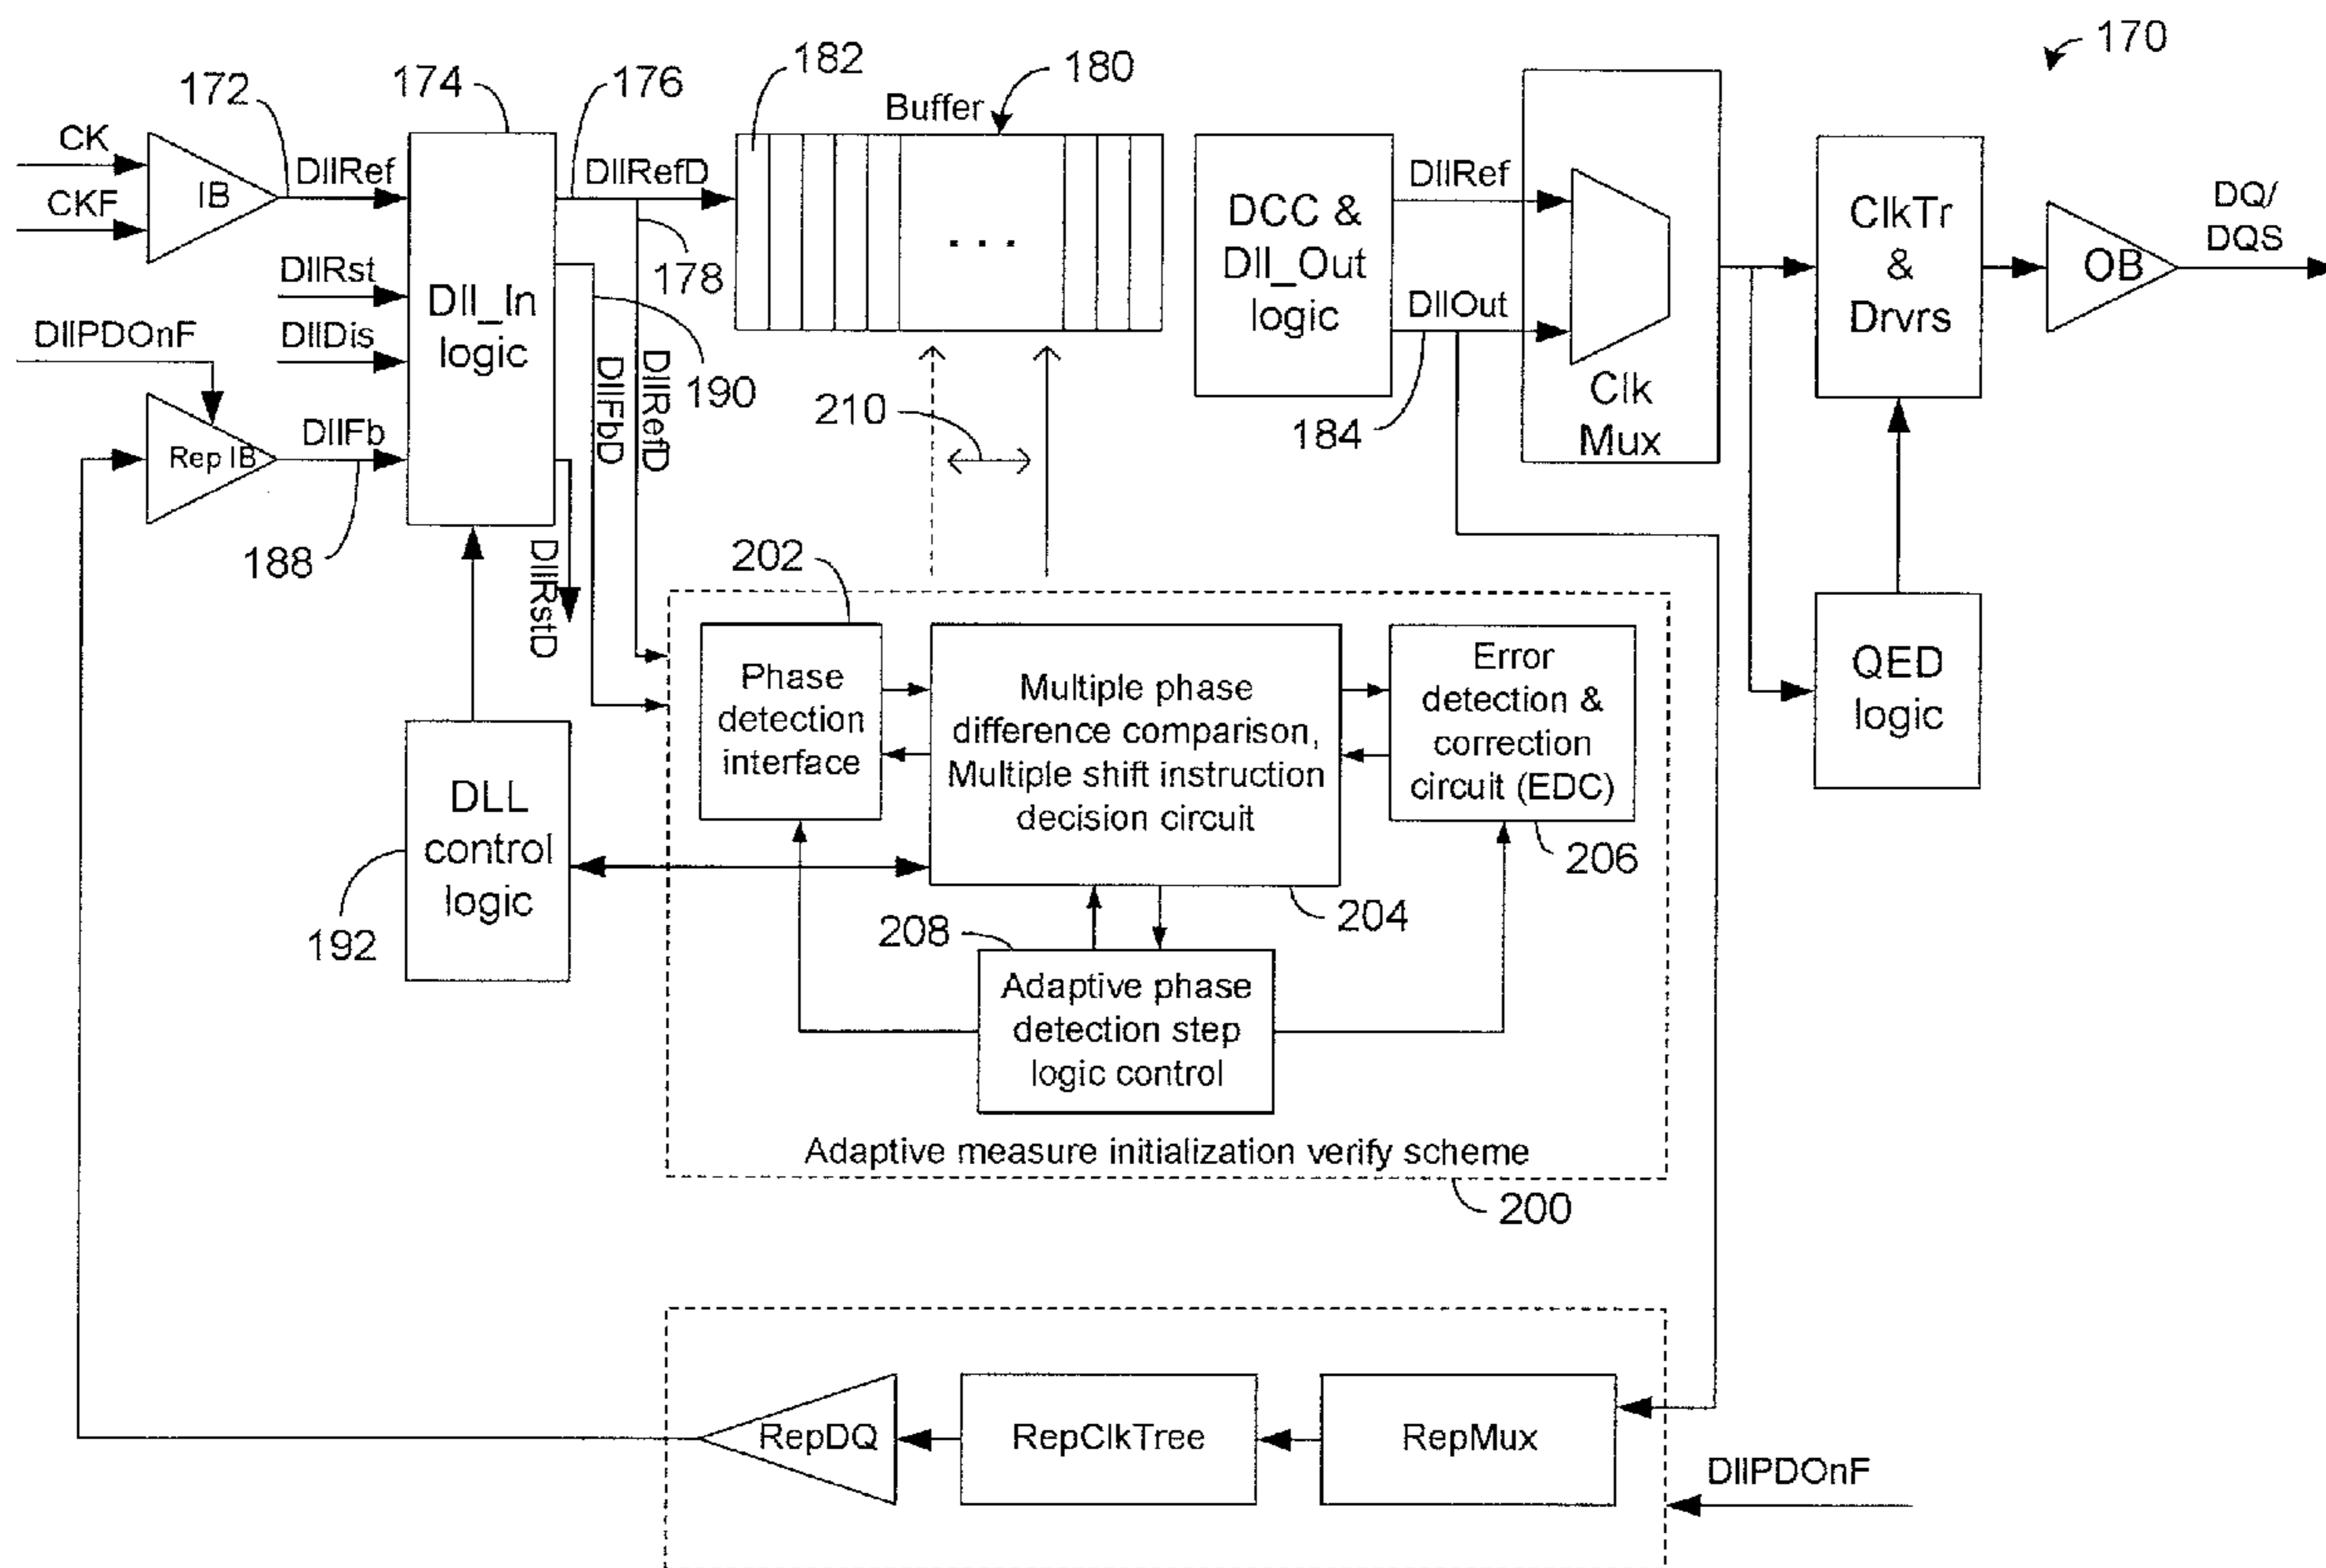 170
182
180
172
174
176
Buffer
CK
DllRef
DllRefD
DllRef
IB
CKF
DCC &
Dll_Out
logic
ClkTr
&
Drvrs
OB
DQ/
DQS
. . .
178
DllRst
Dll_In
logic
DllOut
DllPDOnF
DllDis
190
DllFbD
DllRefD
210
184
Clk
Mux
Rep IB
DllFb
188
DllRstD
202
Phase
detection
interface
Multiple phase
difference comparison,
Multiple shift instruction
decision circuit
Error
detection &
correction
circuit (EDC)
QED
logic
DLL
control
logic
206
204
192
208
Adaptive phase
detection step
logic control
Adaptive measure initialization verify scheme
200
RepDQ
RepClkTree
RepMux
DllPDOnF